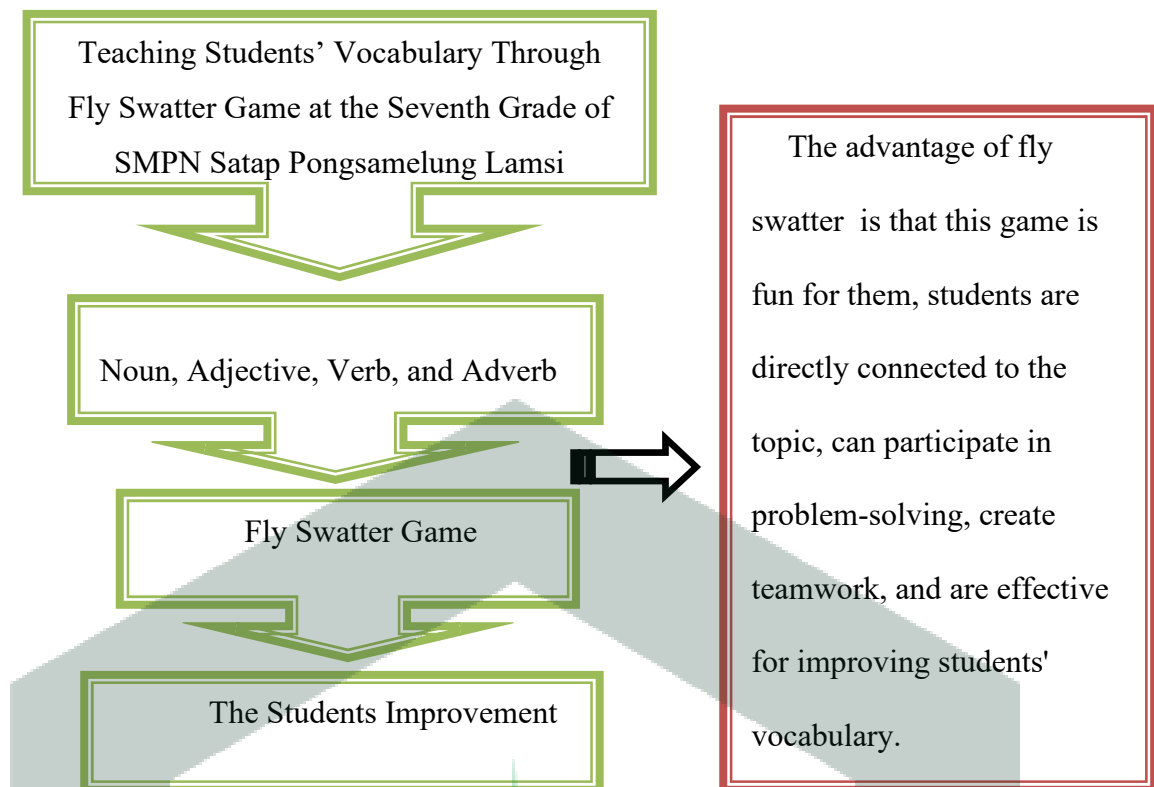 Teaching Students’ Vocabulary Through
Fly Swatter Game at the Seventh Grade of
SMPN Satap Pongsamelung Lamsi
Noun, Adjective, Verb, and Adverb
Fly Swatter Game
The Students Improvement
The advantage of fly
swatter is that this game is
fun for them, students are
directly connected to the
topic, can participate in
problem-solving, create
teamwork, and are effective
for improving students'
vocabulary.